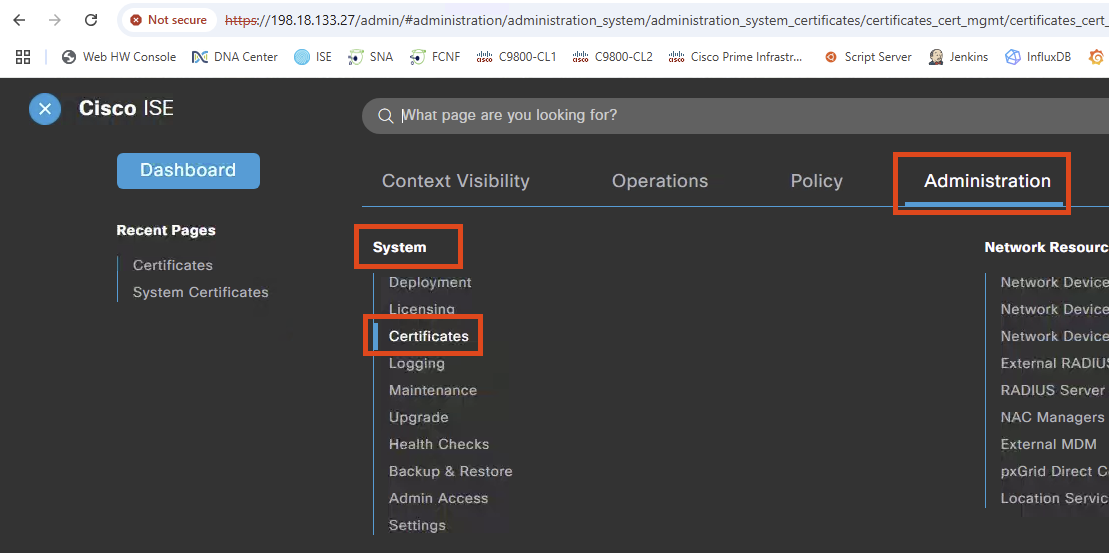 Not secure https://198.18.133.27/admin/#administration/administration_system/administration_system_certificates/certificates_cert_mgmt/certificates_cert_
Web HW Console DNA Center ISE SNA FCNF C9800-CL1 C9800-CL2 Cisco Prime Infrastr... Script Server Jenkins InfluxDB
Cisco ISE
What page are you looking for?
Dashboard
Recent Pages
Certificates
System Certificates
Context Visibility Operations Policy Administration
System
Deployment
Licensing
Certificates
Logging
Maintenance
Upgrade
Health Checks
Backup & Restore
Admin Access
Settings
Network Resourc
Network Device
Network Device
Network Device
External RADIUS
RADIUS Server
NAC Managers
External MDM
pxGrid Direct C
Location Servic